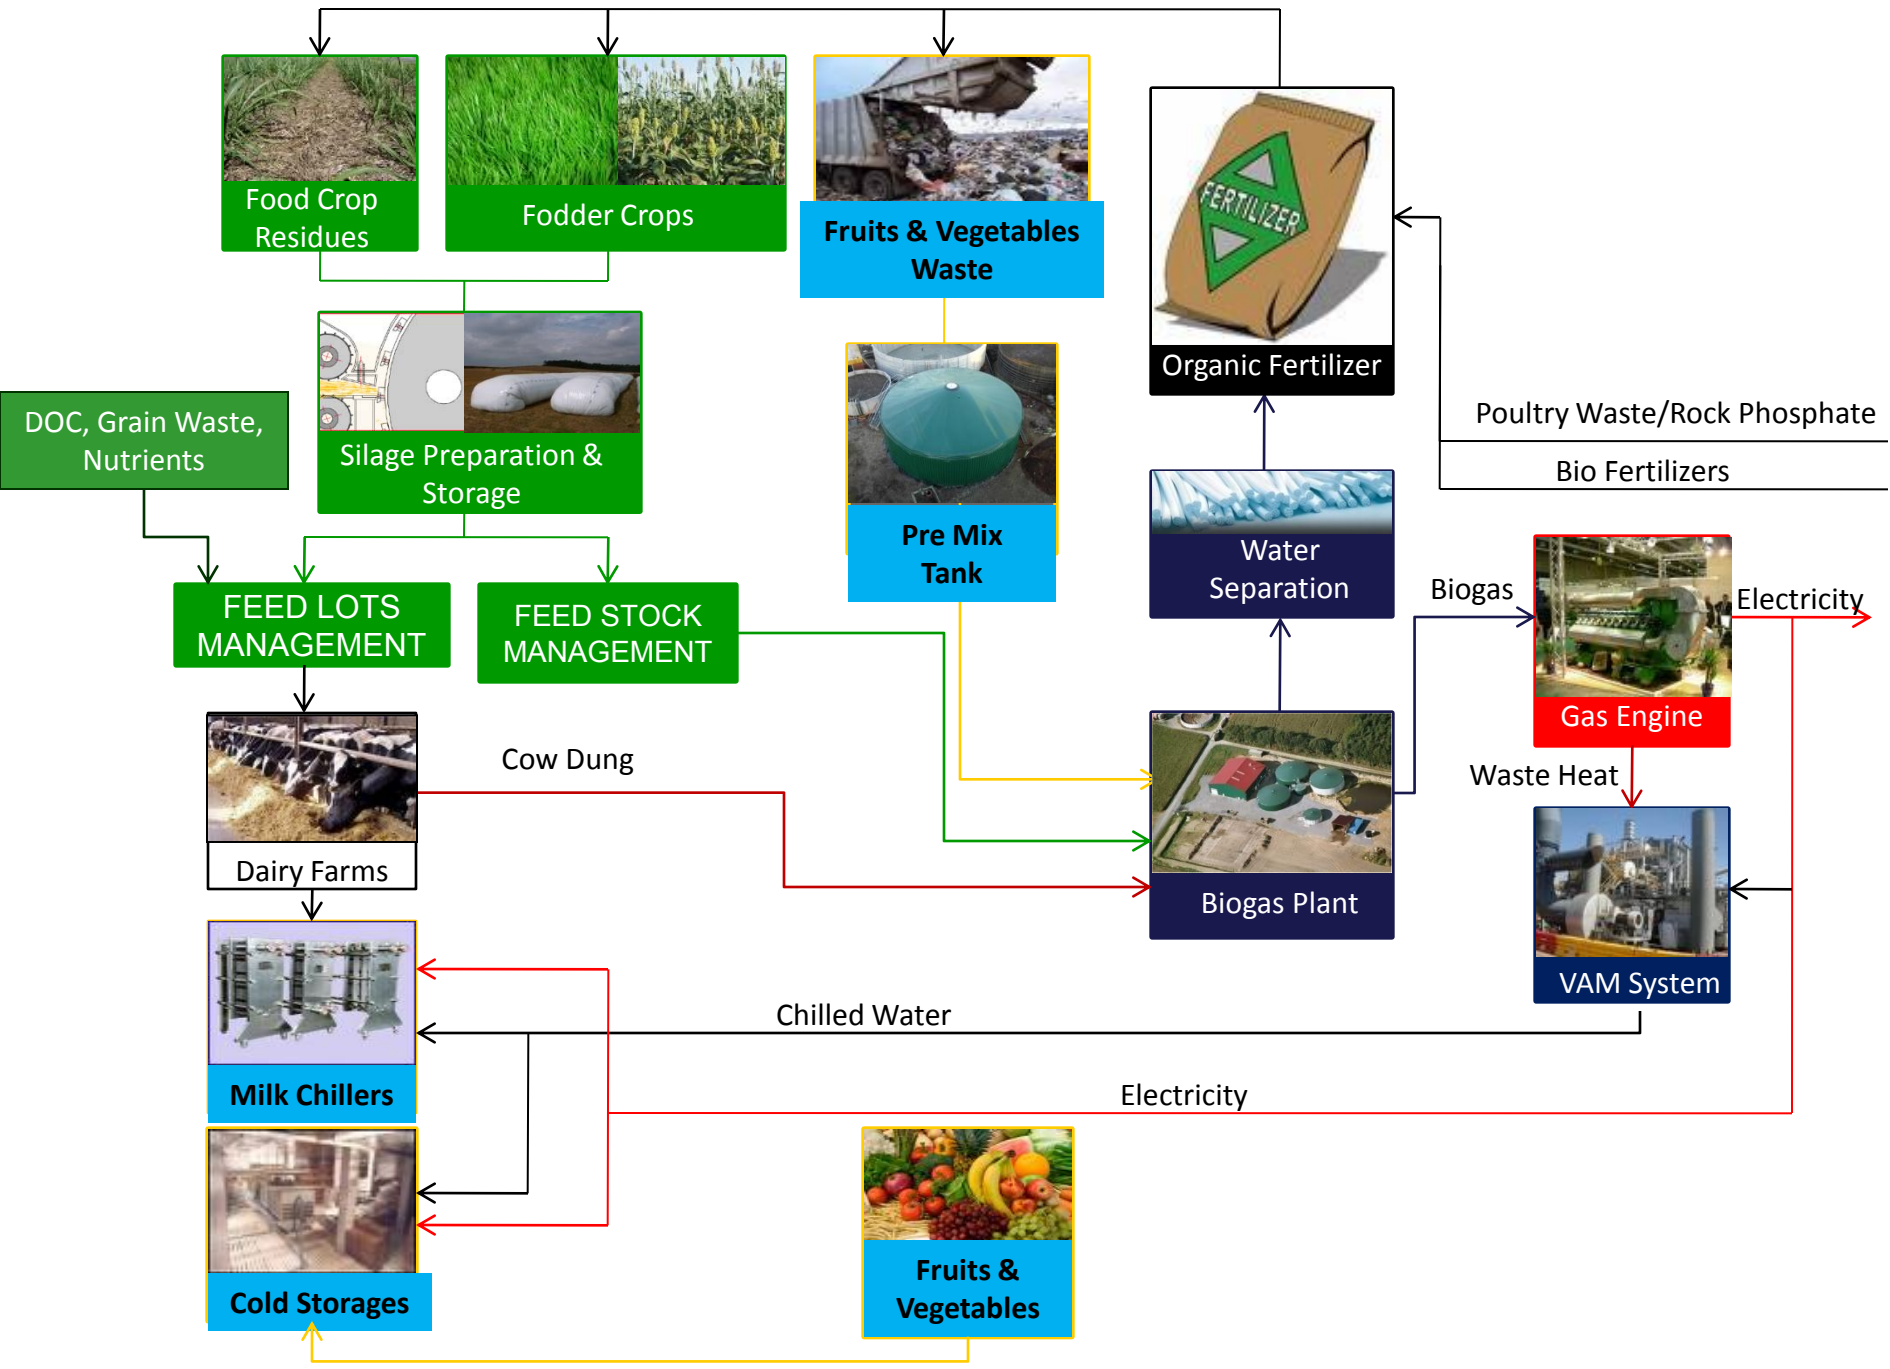 Food Crop
Residues
Fodder Crops
Fruits & Vegetables
Waste
FERTILIZER
Organic Fertilizer
DOC, Grain Waste,
Nutrients
Silage Preparation &
Storage
Poultry Waste/Rock Phosphate
Bio Fertilizers
Pre Mix
Tank
Water
Separation
Biogas
Electricity
FEED LOTS
MANAGEMENT
FEED STOCK
MANAGEMENT
Gas Engine
Cow Dung
Waste Heat
Dairy Farms
Biogas Plant
VAM System
Chilled Water
Milk Chillers
Electricity
Fruits &
Vegetables
Cold Storages